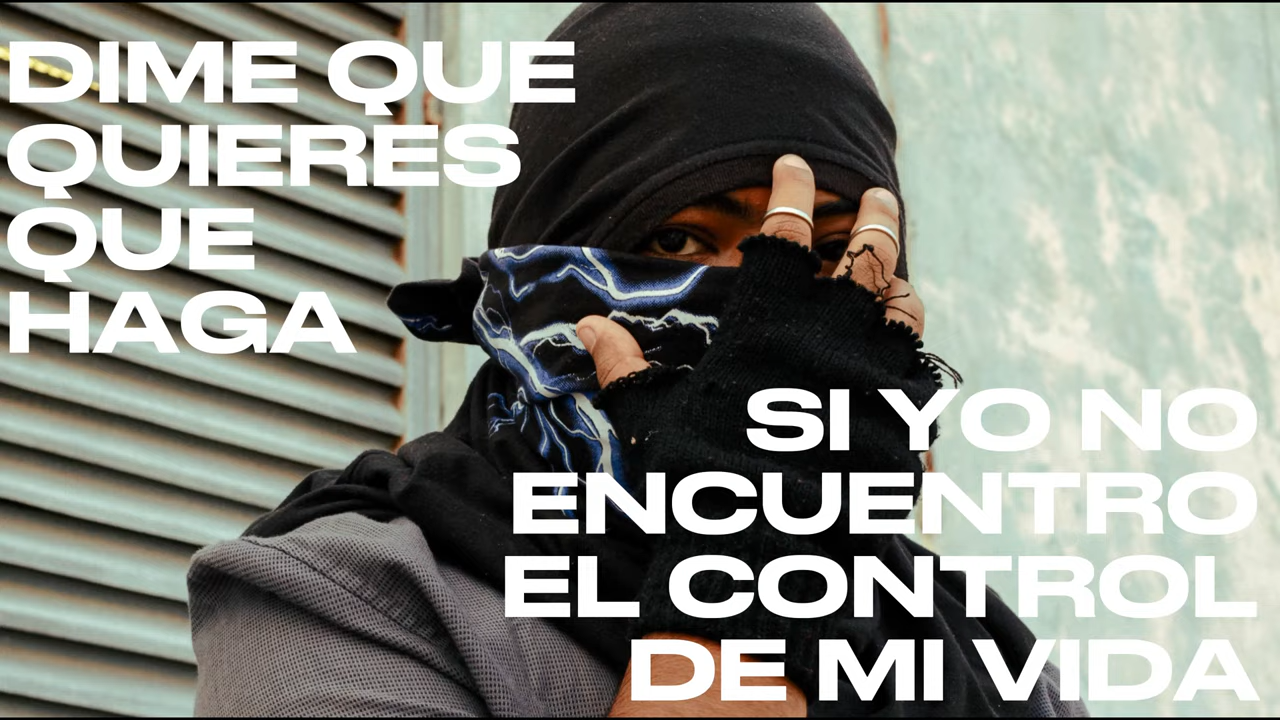 DIME QUE
QUIERES
QUE
HAGA
SI YO NO
ENCUENTRO
EL CONTROL
DE MI VIDA